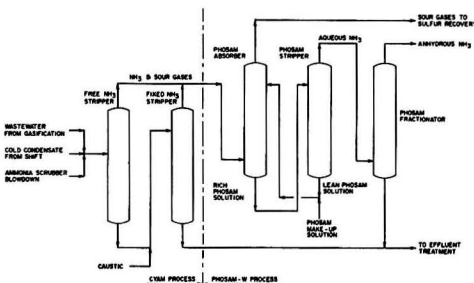 SOUR GASES TO
SULFUR RECOVERY
PHOSAM
ABSORBER
PHOSAM
STRIPPER
AQUEOUS NH3
ANHYDROUS NH3
NH3 & SOUR GASES
FREE NH3
STRIPPER
FIXED NH3
STRIPPER
PHOSAM
FRACTIONATOR
WASTEWATER
FROM GASIFICATION
COLD CONDENSATE
FROM SHIFT
AMMONIA SCRUBBER
BLOWDOWN
RICH
PHOSAM
SOLUTION
LEAN PHOSAM
SOLUTION
PHOSAM
MAKE-UP
SOLUTION
TO EFFLUENT
TREATMENT
CAUSTIC
CYAM PROCESS
PHOSAM-W PROCESS